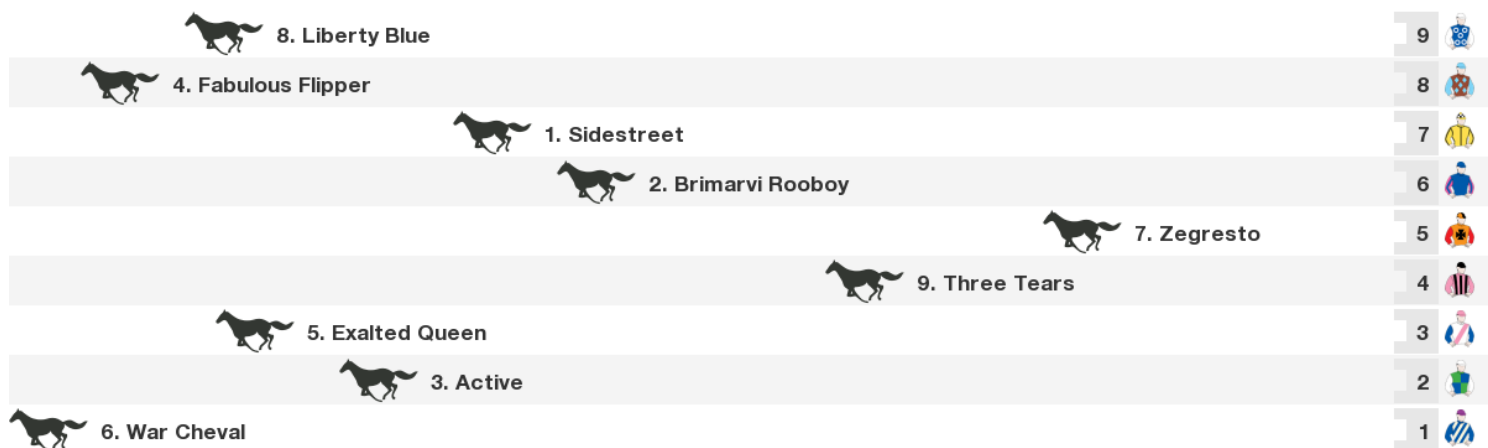 8. Liberty Blue 9
4. Fabulous Flipper 8
1. Sidestreet 7
2. Brimarvi Rooboy 6
7. Zegresto 5
9. Three Tears 4
5. Exalted Queen 3
3. Active 2
6. War Cheval 1